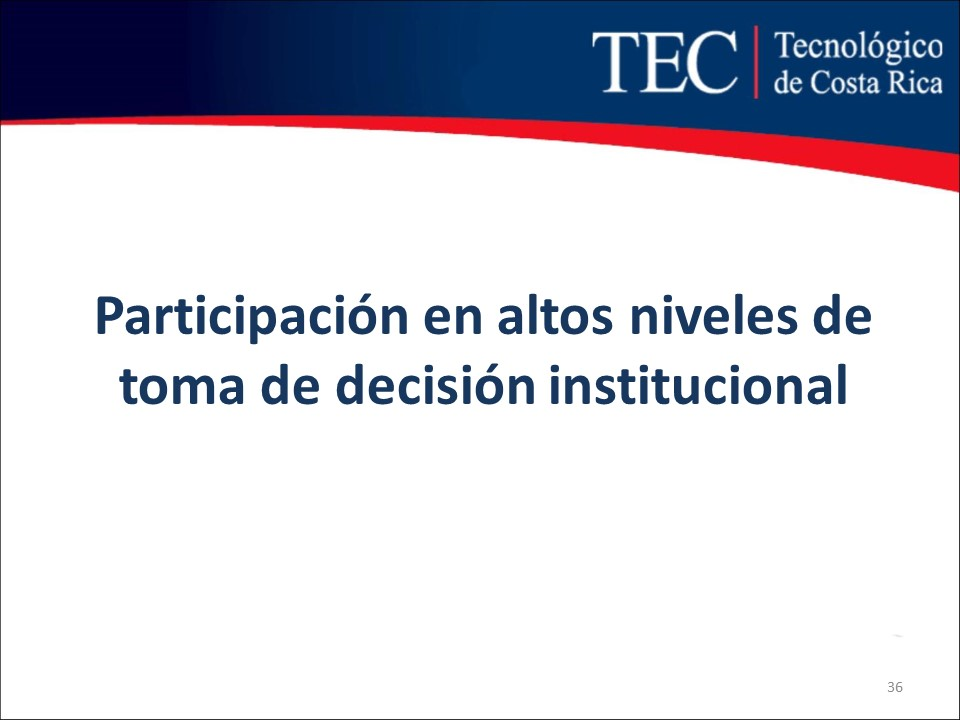 TEC
Tecnológico
de Costa Rica
Participación en altos niveles de
toma de decisión institucional
36